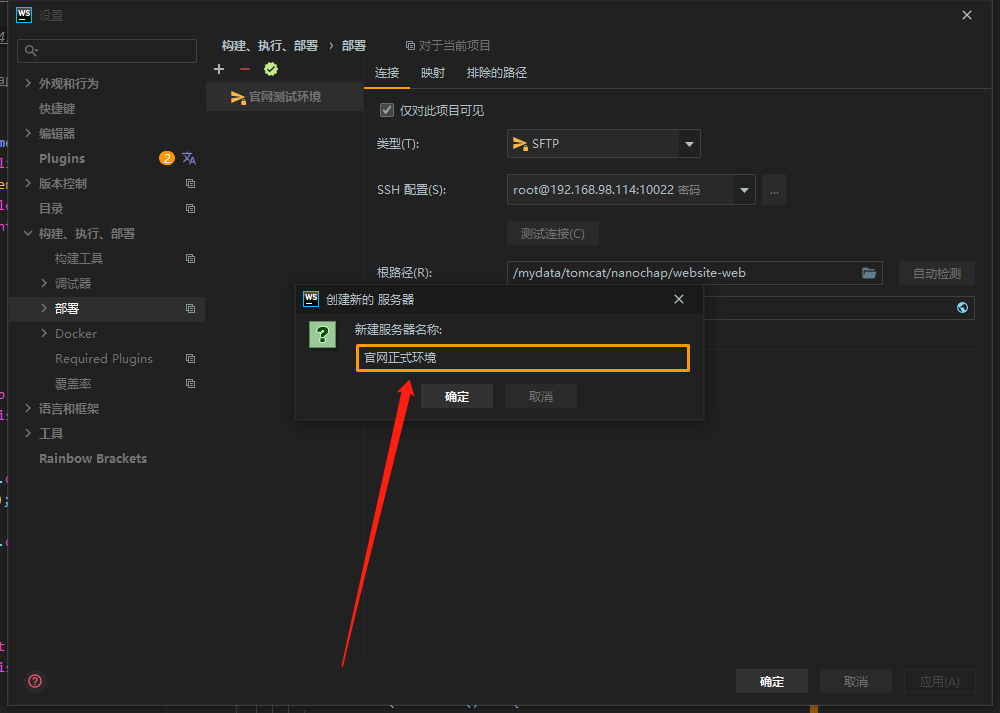 WS 设置
构建、执行、部署 › 部署 对于当前项目
外观和行为
快捷键
编辑器
Plugins 2
版本控制
目录
构建、执行、部署
构建工具
调试器
部署
Docker
Required Plugins
覆盖率
语言和框架
工具
Rainbow Brackets
官网测试环境
连接 映射 排除的路径
仅对此项目可见
类型(T): SFTP
SSH 配置(S): root@192.168.98.114:10022 密码 ...
测试连接(C)
根路径(R): /mydata/tomcat/nanochap/website-web 自动检测
WS 创建新的 服务器
新建服务器名称:
官网正式环境
确定 取消
? 确定 取消 应用(A)